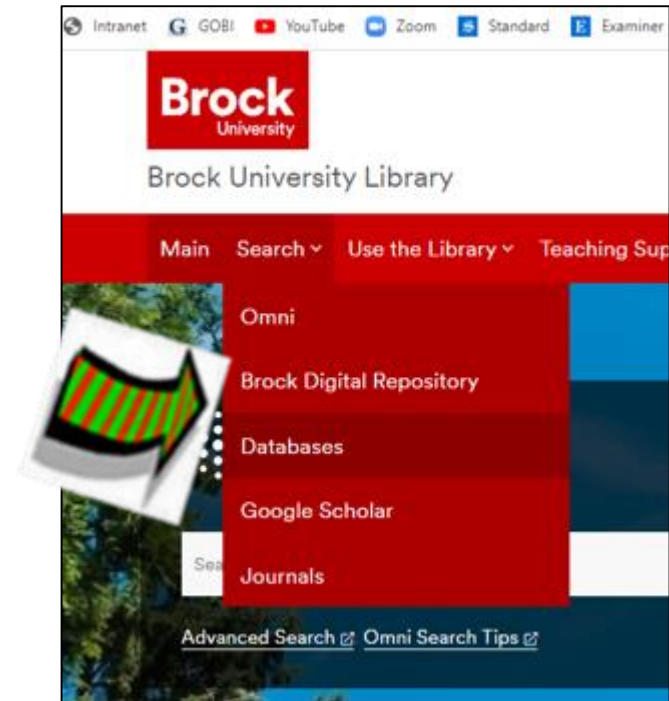 Intranet G GOBI YouTube Zoom S Standard E Examiner
Brock
University
Brock University Library
Main Search Use the Library Teaching Sup
Omni
Brock Digital Repository
Databases
Google Scholar
Sea
Journals
Advanced Search Omni Search Tips